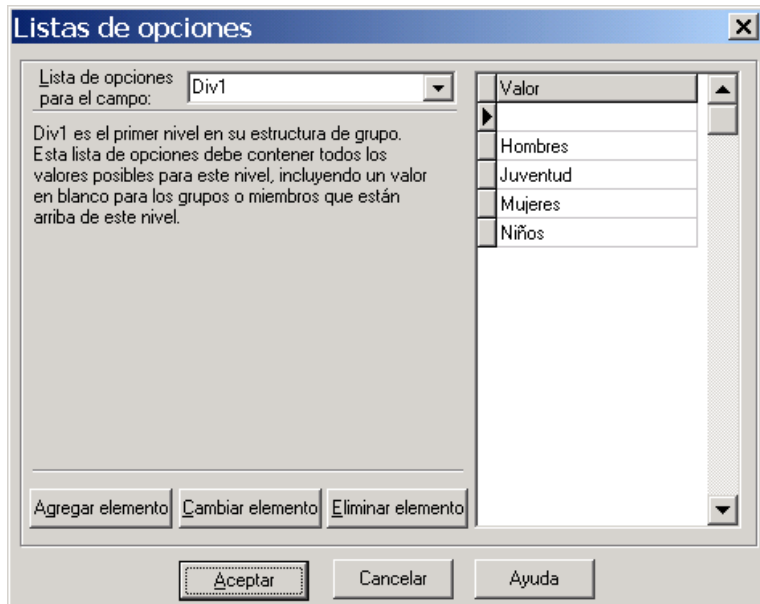 Listas de opciones
Lista de opciones
para el campo:
Div1
Div1 es el primer nivel en su estructura de grupo.
Esta lista de opciones debe contener todos los
valores posibles para este nivel, incluyendo un valor
en blanco para los grupos o miembros que están
arriba de este nivel.
Valor
Hombres
Juventud
Mujeres
Niños
Agregar elemento
Cambiar elemento
Eliminar elemento
Aceptar
Cancelar
Ayuda